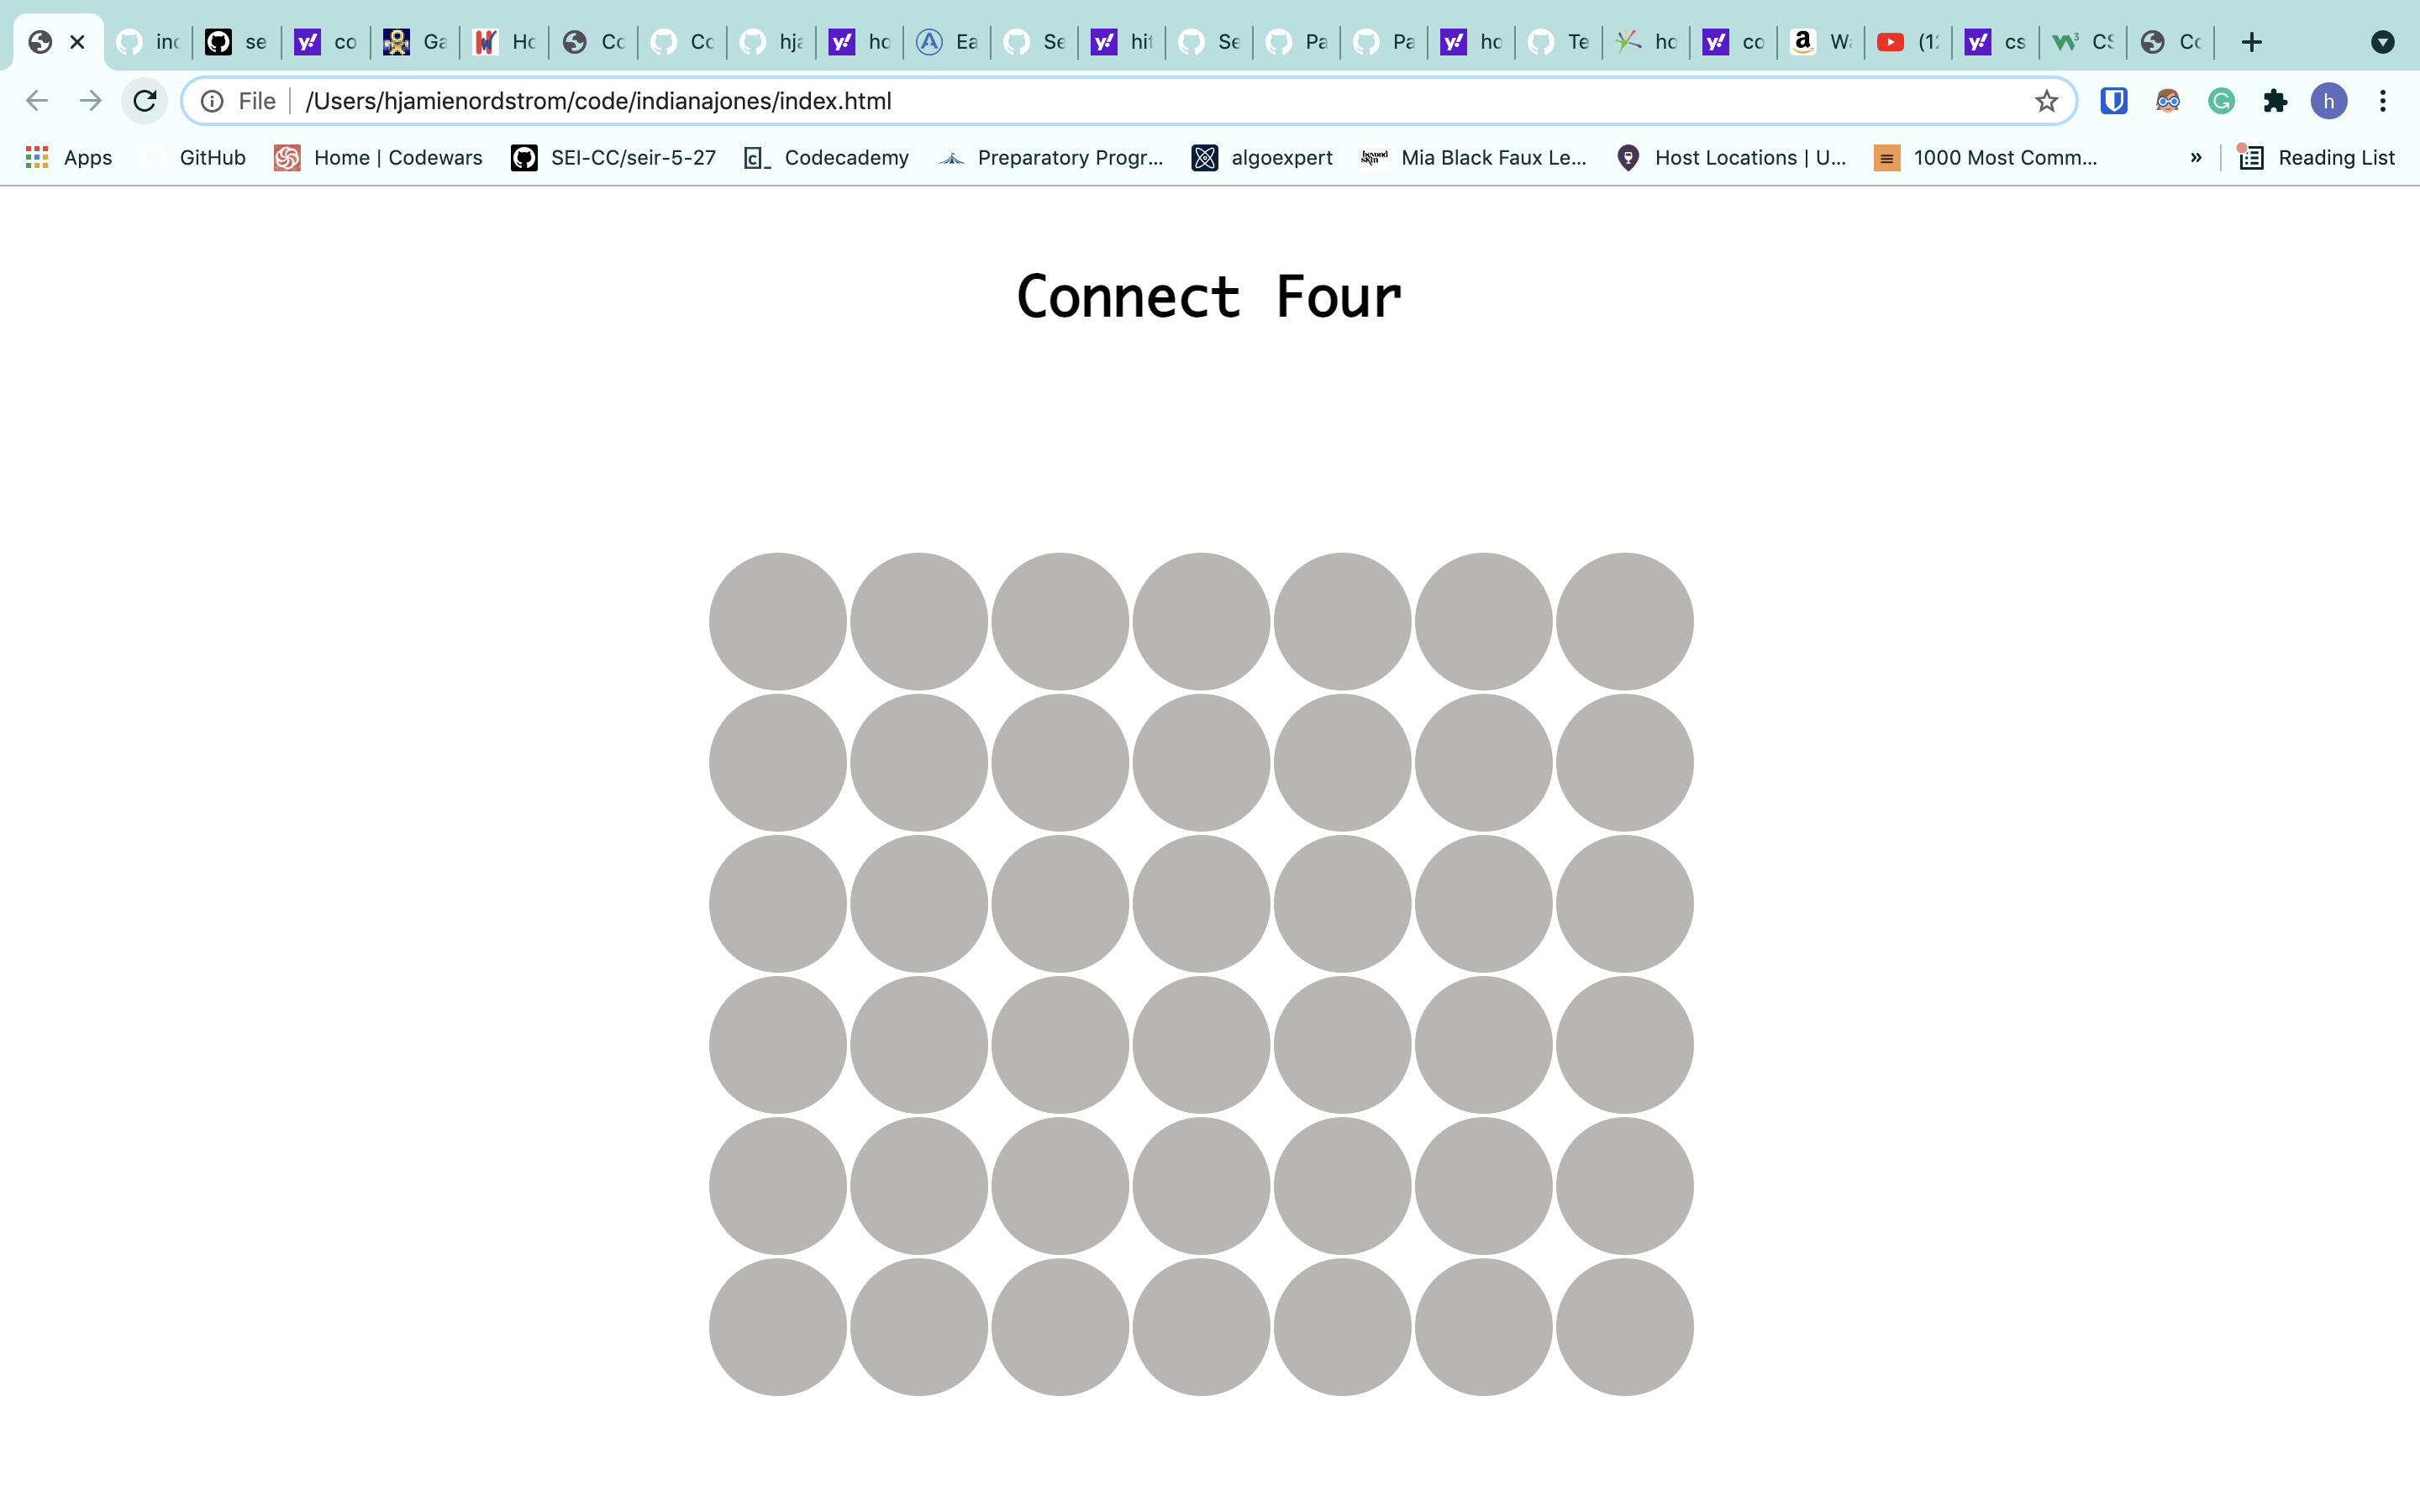 inc se co Ga Ho Co Co hja ho Ea Se hit Se Pa Pa ho Te ho co Wa (12 cs CS Co
File /Users/hjamienordstrom/code/indianajones/index.html h
Apps GitHub Home | Codewars SEI-CC/seir-5-27 Codecademy Preparatory Progr... algoexpert Mia Black Faux Le... Host Locations | U... 1000 Most Comm... » Reading List
Connect Four